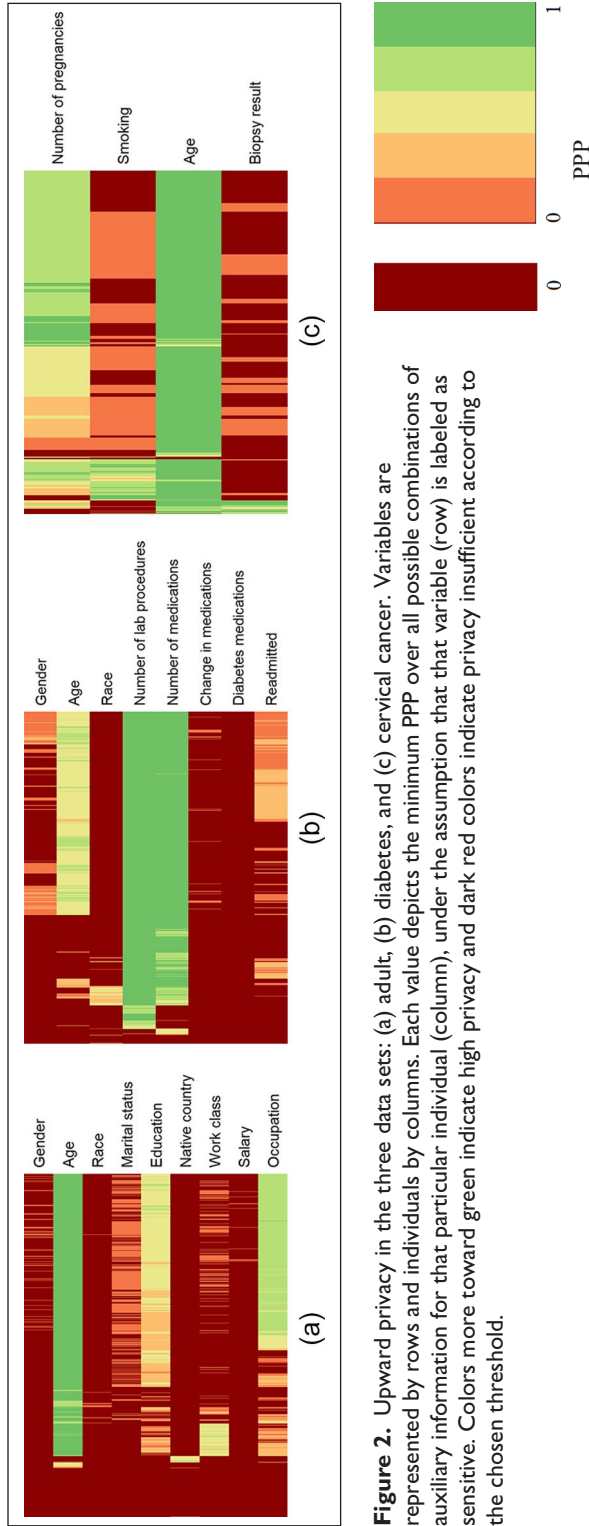 Gender
Age
Race
Marital status
Education
Native country
Work class
Salary
Occupation
(a)
Gender
Age
Race
Number of lab procedures
Number of medications
Change in medications
Diabetes medications
Readmitted
(b)
Number of pregnancies
Smoking
Age
Biopsy result
(c)
Figure 2. Upward privacy in the three data sets: (a) adult, (b) diabetes, and (c) cervical cancer. Variables are
represented by rows and individuals by columns. Each value depicts the minimum PPP over all possible combinations of
auxiliary information for that particular individual (column), under the assumption that that variable (row) is labeled as
sensitive. Colors more toward green indicate high privacy and dark red colors indicate privacy insufficient according to
the chosen threshold.
0
0
1
PPP